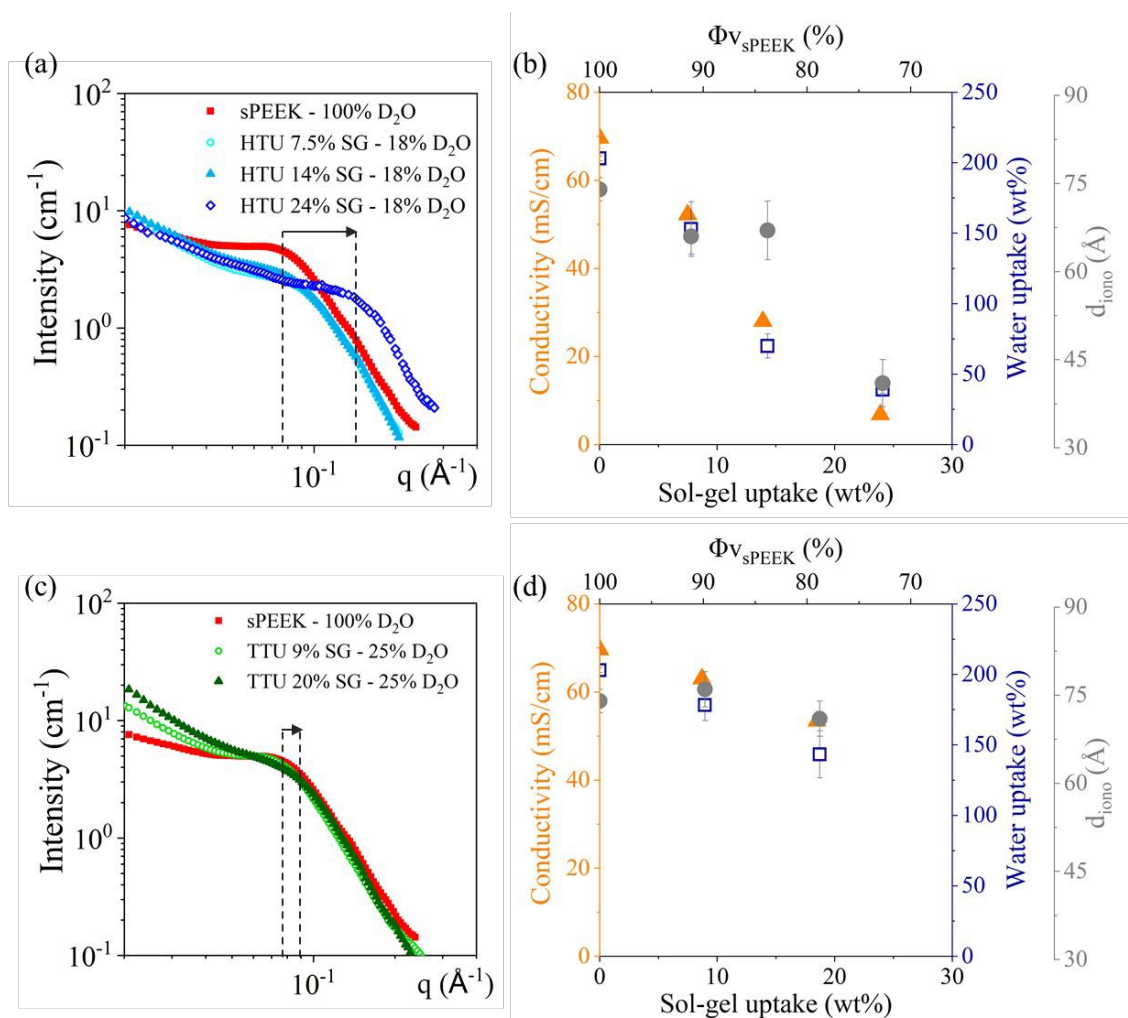 (a)
10²
10¹
10⁰
10⁻¹
Intensity (cm⁻¹)
sPEEK - 100% D₂O
HTU 7.5% SG - 18% D₂O
HTU 14% SG - 18% D₂O
HTU 24% SG - 18% D₂O
10⁻¹
q (Å⁻¹)
(b)
Φv_sPEEK (%)
100 90 80 70
80
60
40
20
0
Conductivity (mS/cm)
250
200
150
100
50
0
Water uptake (wt%)
90
75
60
45
30
d_iono (Å)
0 10 20 30
Sol-gel uptake (wt%)
(c)
10²
10¹
10⁰
10⁻¹
Intensity (cm⁻¹)
sPEEK - 100% D₂O
TTU 9% SG - 25% D₂O
TTU 20% SG - 25% D₂O
10⁻¹
q (Å⁻¹)
(d)
Φv_sPEEK (%)
100 90 80 70
80
60
40
20
0
Conductivity (mS/cm)
250
200
150
100
50
0
Water uptake (wt%)
90
75
60
45
30
d_iono (Å)
0 10 20 30
Sol-gel uptake (wt%)